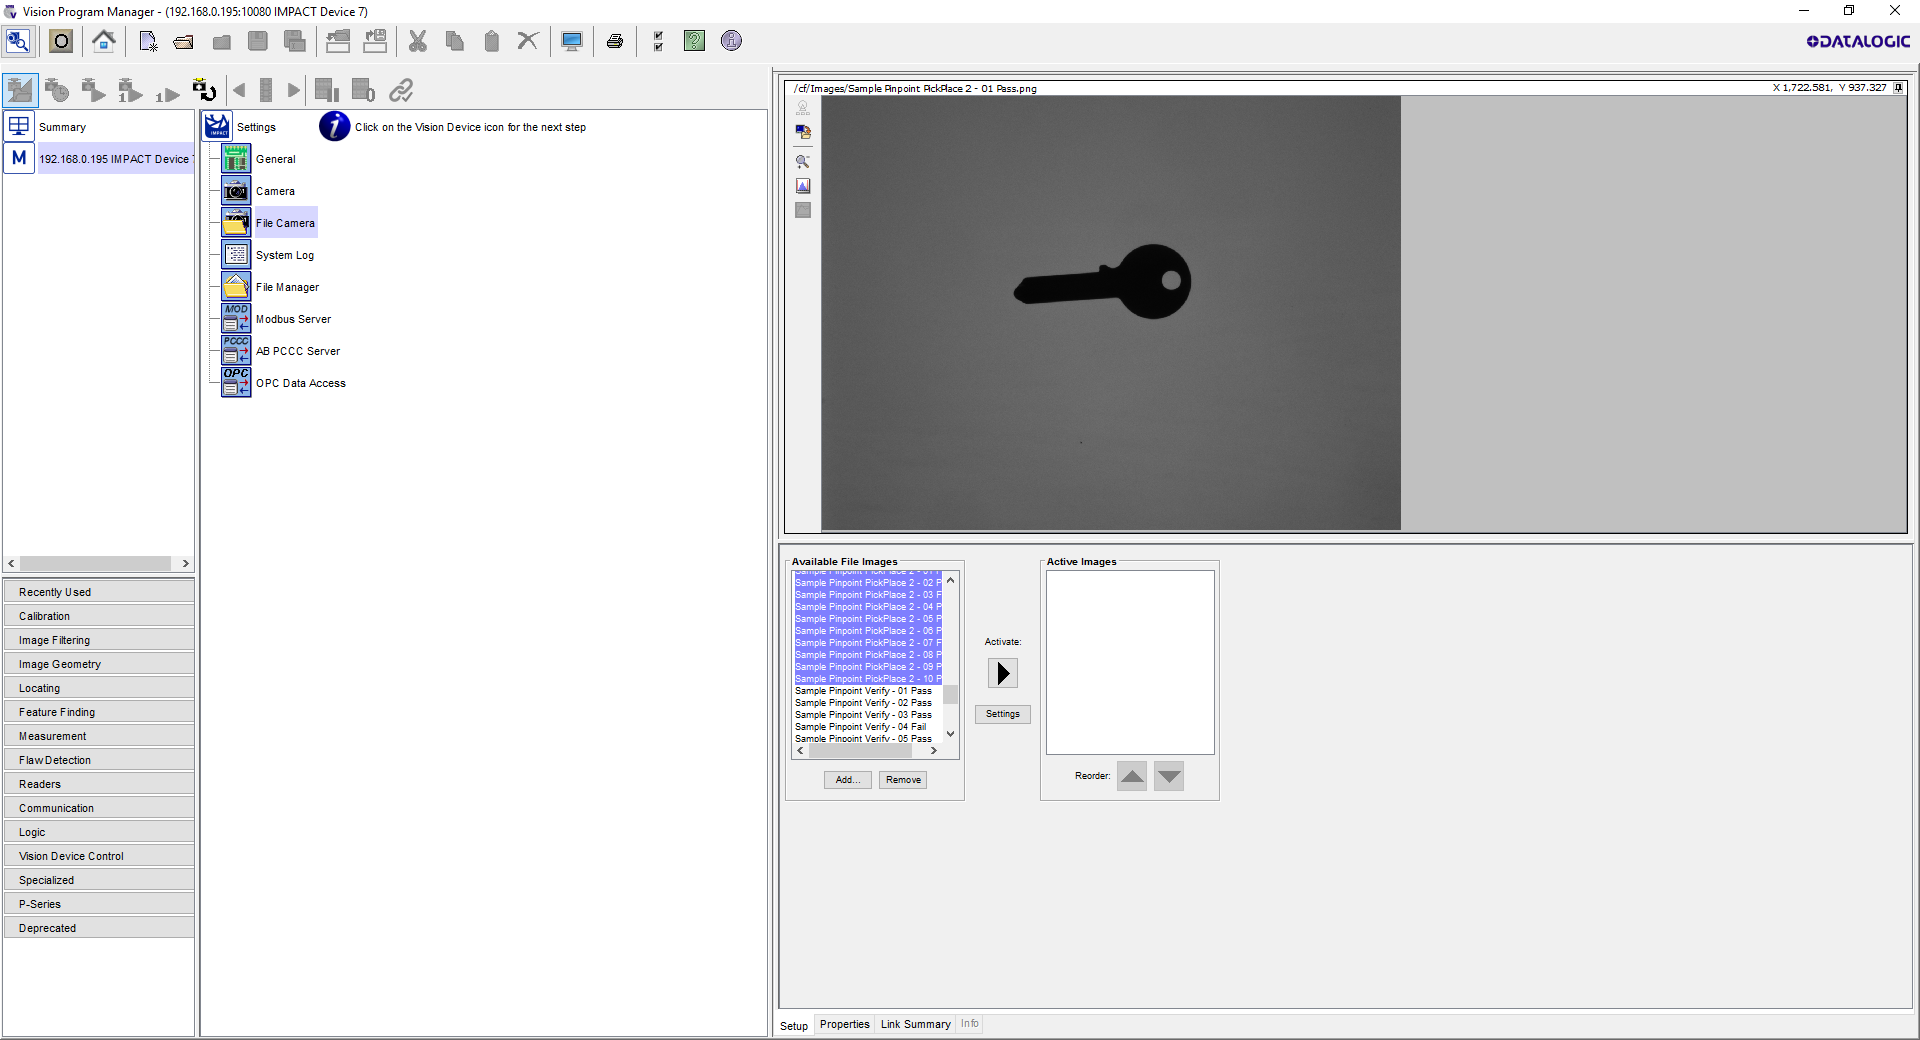 Vision Program Manager - (192.168.0.195:10080 IMPACT Device 7)
DATALOGIC
Summary
M
192.168.0.195 IMPACT Device
IMPACT
Settings
Click on the Vision Device icon for the next step
General
Camera
File Camera
System Log
File Manager
MOD
Modbus Server
PCCC
AB PCCC Server
OPC
OPC Data Access
Recently Used
Calibration
Image Filtering
Image Geometry
Locating
Feature Finding
Measurement
Flaw Detection
Readers
Communication
Logic
Vision Device Control
Specialized
P-Series
Deprecated
/cf/Images/Sample Pinpoint PickPlace 2 - 01 Pass.png
X 1,722.581, Y 937.327
Available File Images
Sample Pinpoint PickPlace 2 - 01 P
Sample Pinpoint PickPlace 2 - 02 P
Sample Pinpoint PickPlace 2 - 03 F
Sample Pinpoint PickPlace 2 - 04 P
Sample Pinpoint PickPlace 2 - 05 P
Sample Pinpoint PickPlace 2 - 06 P
Sample Pinpoint PickPlace 2 - 07 F
Sample Pinpoint PickPlace 2 - 08 P
Sample Pinpoint PickPlace 2 - 09 P
Sample Pinpoint PickPlace 2 - 10 P
Sample Pinpoint Verify - 01 Pass
Sample Pinpoint Verify - 02 Pass
Sample Pinpoint Verify - 03 Pass
Sample Pinpoint Verify - 04 Fail
Sample Pinpoint Verify - 05 Pass
Add...
Remove
Activate:
Settings
Active Images
Reorder:
Setup
Properties
Link Summary
Info